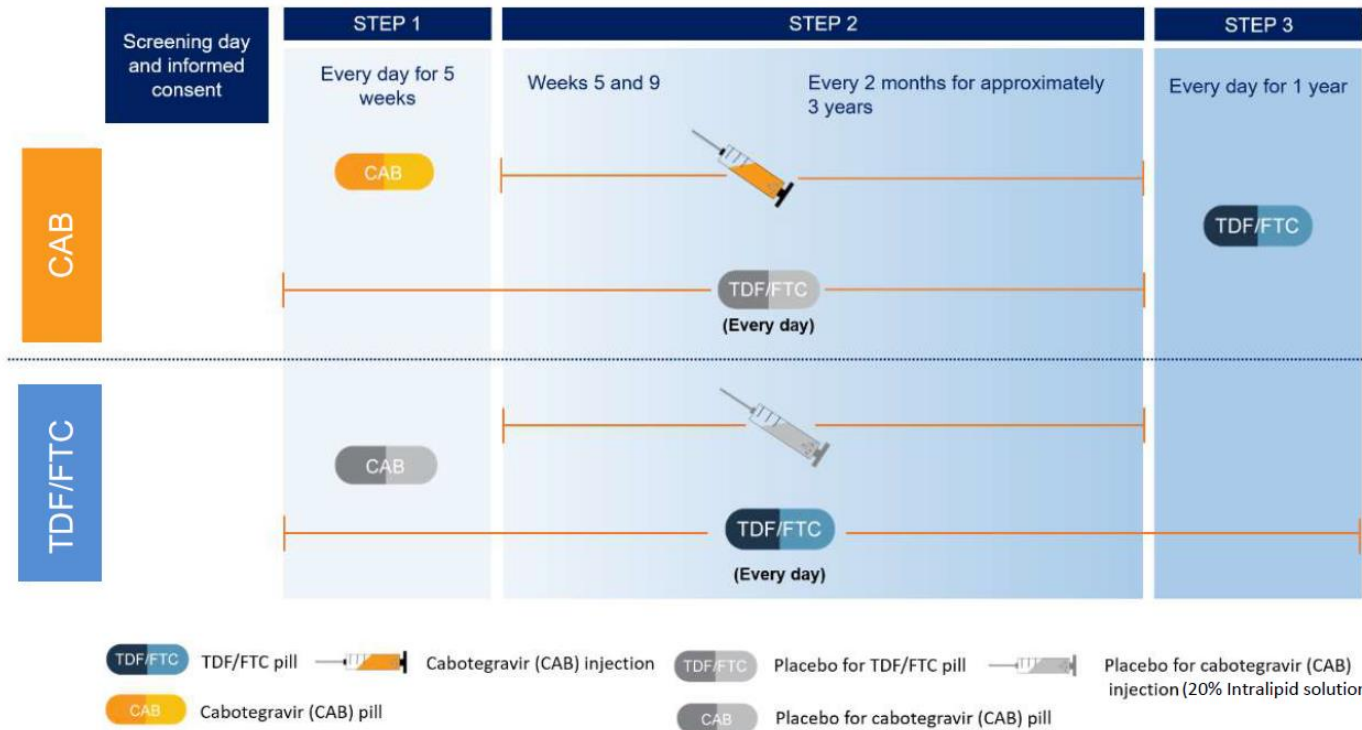 Screening day
and informed
consent
STEP 1
STEP 2
STEP 3
Every day for 5
weeks
Weeks 5 and 9
Every 2 months for approximately
3 years
Every day for 1 year
CAB
CAB
TDF/FTC
TDF/FTC
(Every day)
TDF/FTC
CAB
TDF/FTC
(Every day)
TDF/FTC
TDF/FTC pill
Cabotegravir (CAB) injection
TDF/FTC
Placebo for TDF/FTC pill
Placebo for cabotegravir (CAB)
injection (20% Intralipid solution
CAB
Cabotegravir (CAB) pill
CAB
Placebo for cabotegravir (CAB) pill